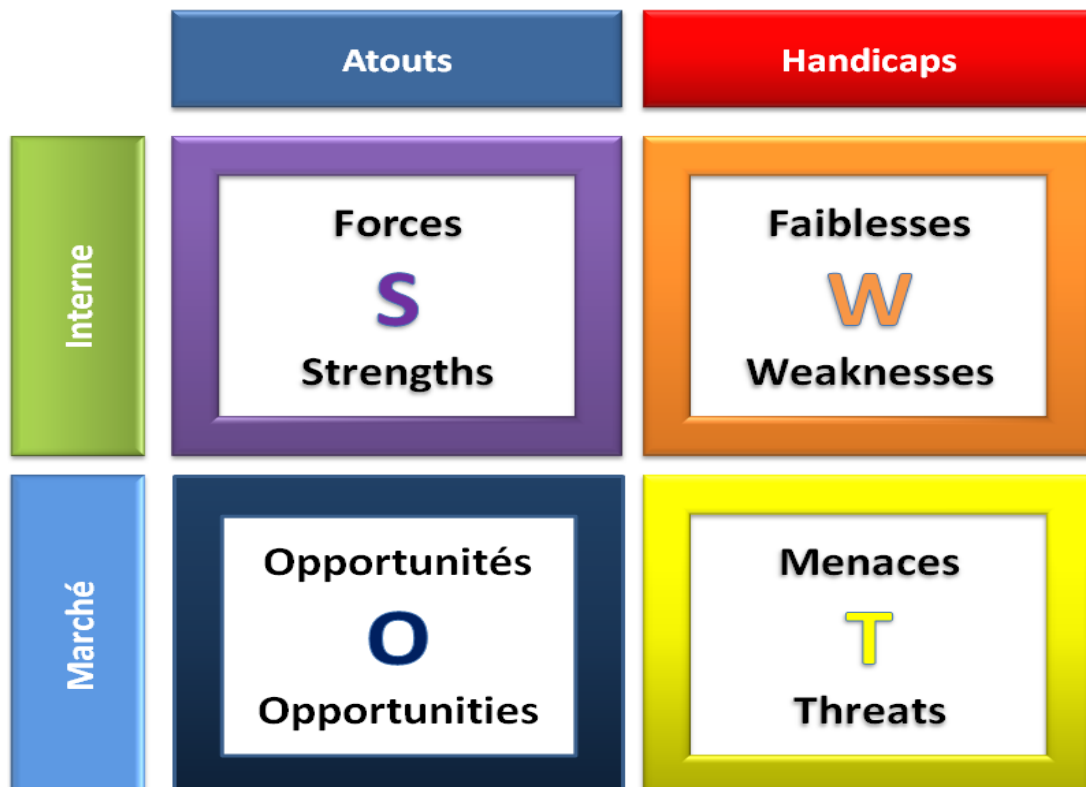 Atouts
Handicaps
Interne
Forces
S
Strengths
Faiblesses
W
Weaknesses
Marché
Opportunités
O
Opportunities
Menaces
T
Threats